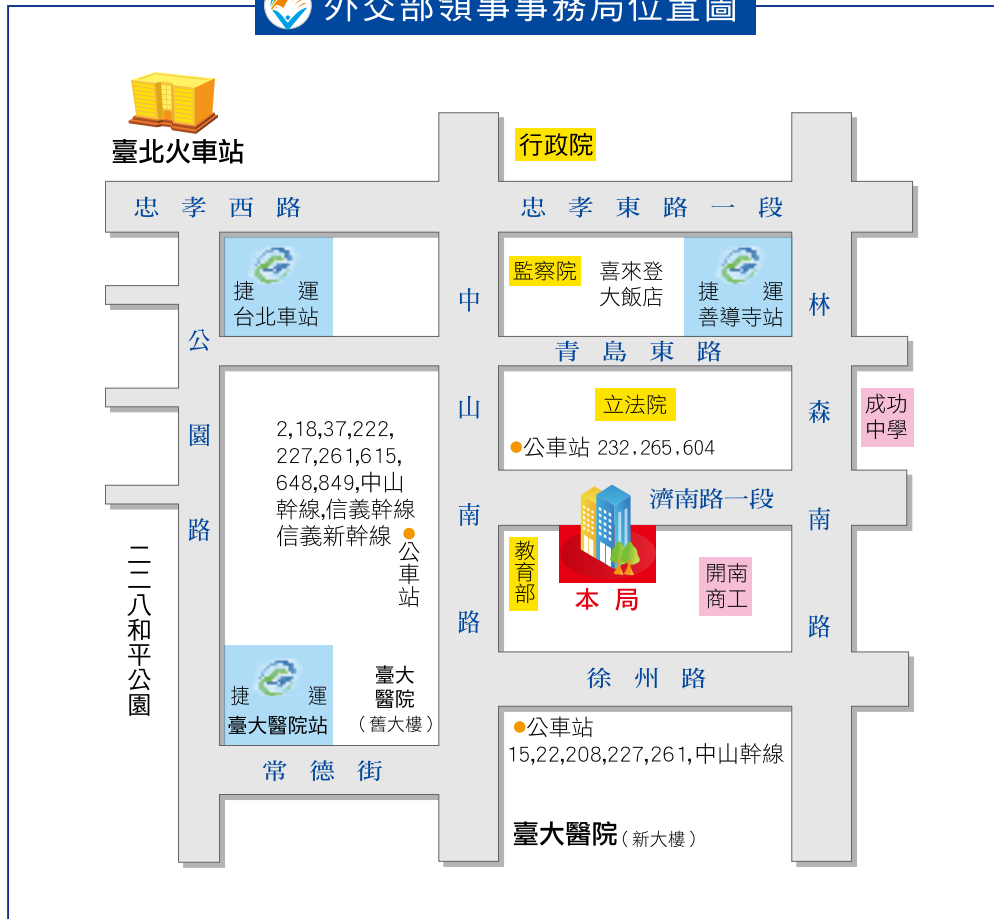 外交部領事事務局位置圖
臺北火車站
行政院
忠孝西路
忠孝東路一段
捷運
台北車站
監察院
喜來登
大飯店
捷運
善導寺站
中山南路
林森南路
公園路
青島東路
立法院
成功
中學
公車站 232,265,604
2,18,37,222,
227,261,615,
648,849,中山
幹線,信義幹線
信義新幹線
公車站
濟南路一段
教育部
本局
開南
商工
二二八和平公園
捷運
臺大醫院站
臺大
醫院
(舊大樓)
徐州路
公車站
15,22,208,227,261,中山幹線
常德街
臺大醫院(新大樓)